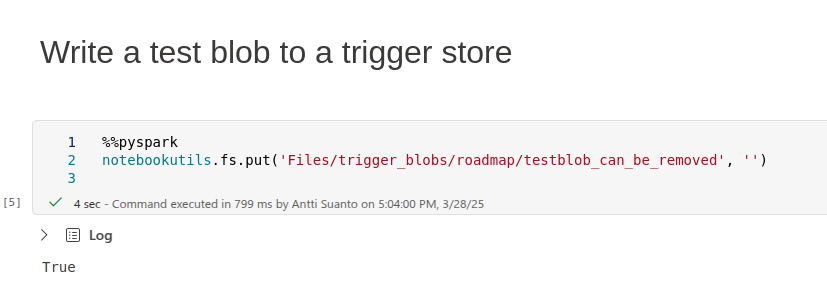 Write a test blob to a trigger store
1 %%pyspark
2 notebookutils.fs.put('Files/trigger_blobs/roadmap/testblob_can_be_removed', '')
3
[5] 4 sec - Command executed in 799 ms by Antti Suanto on 5:04:00 PM, 3/28/25
Log
True